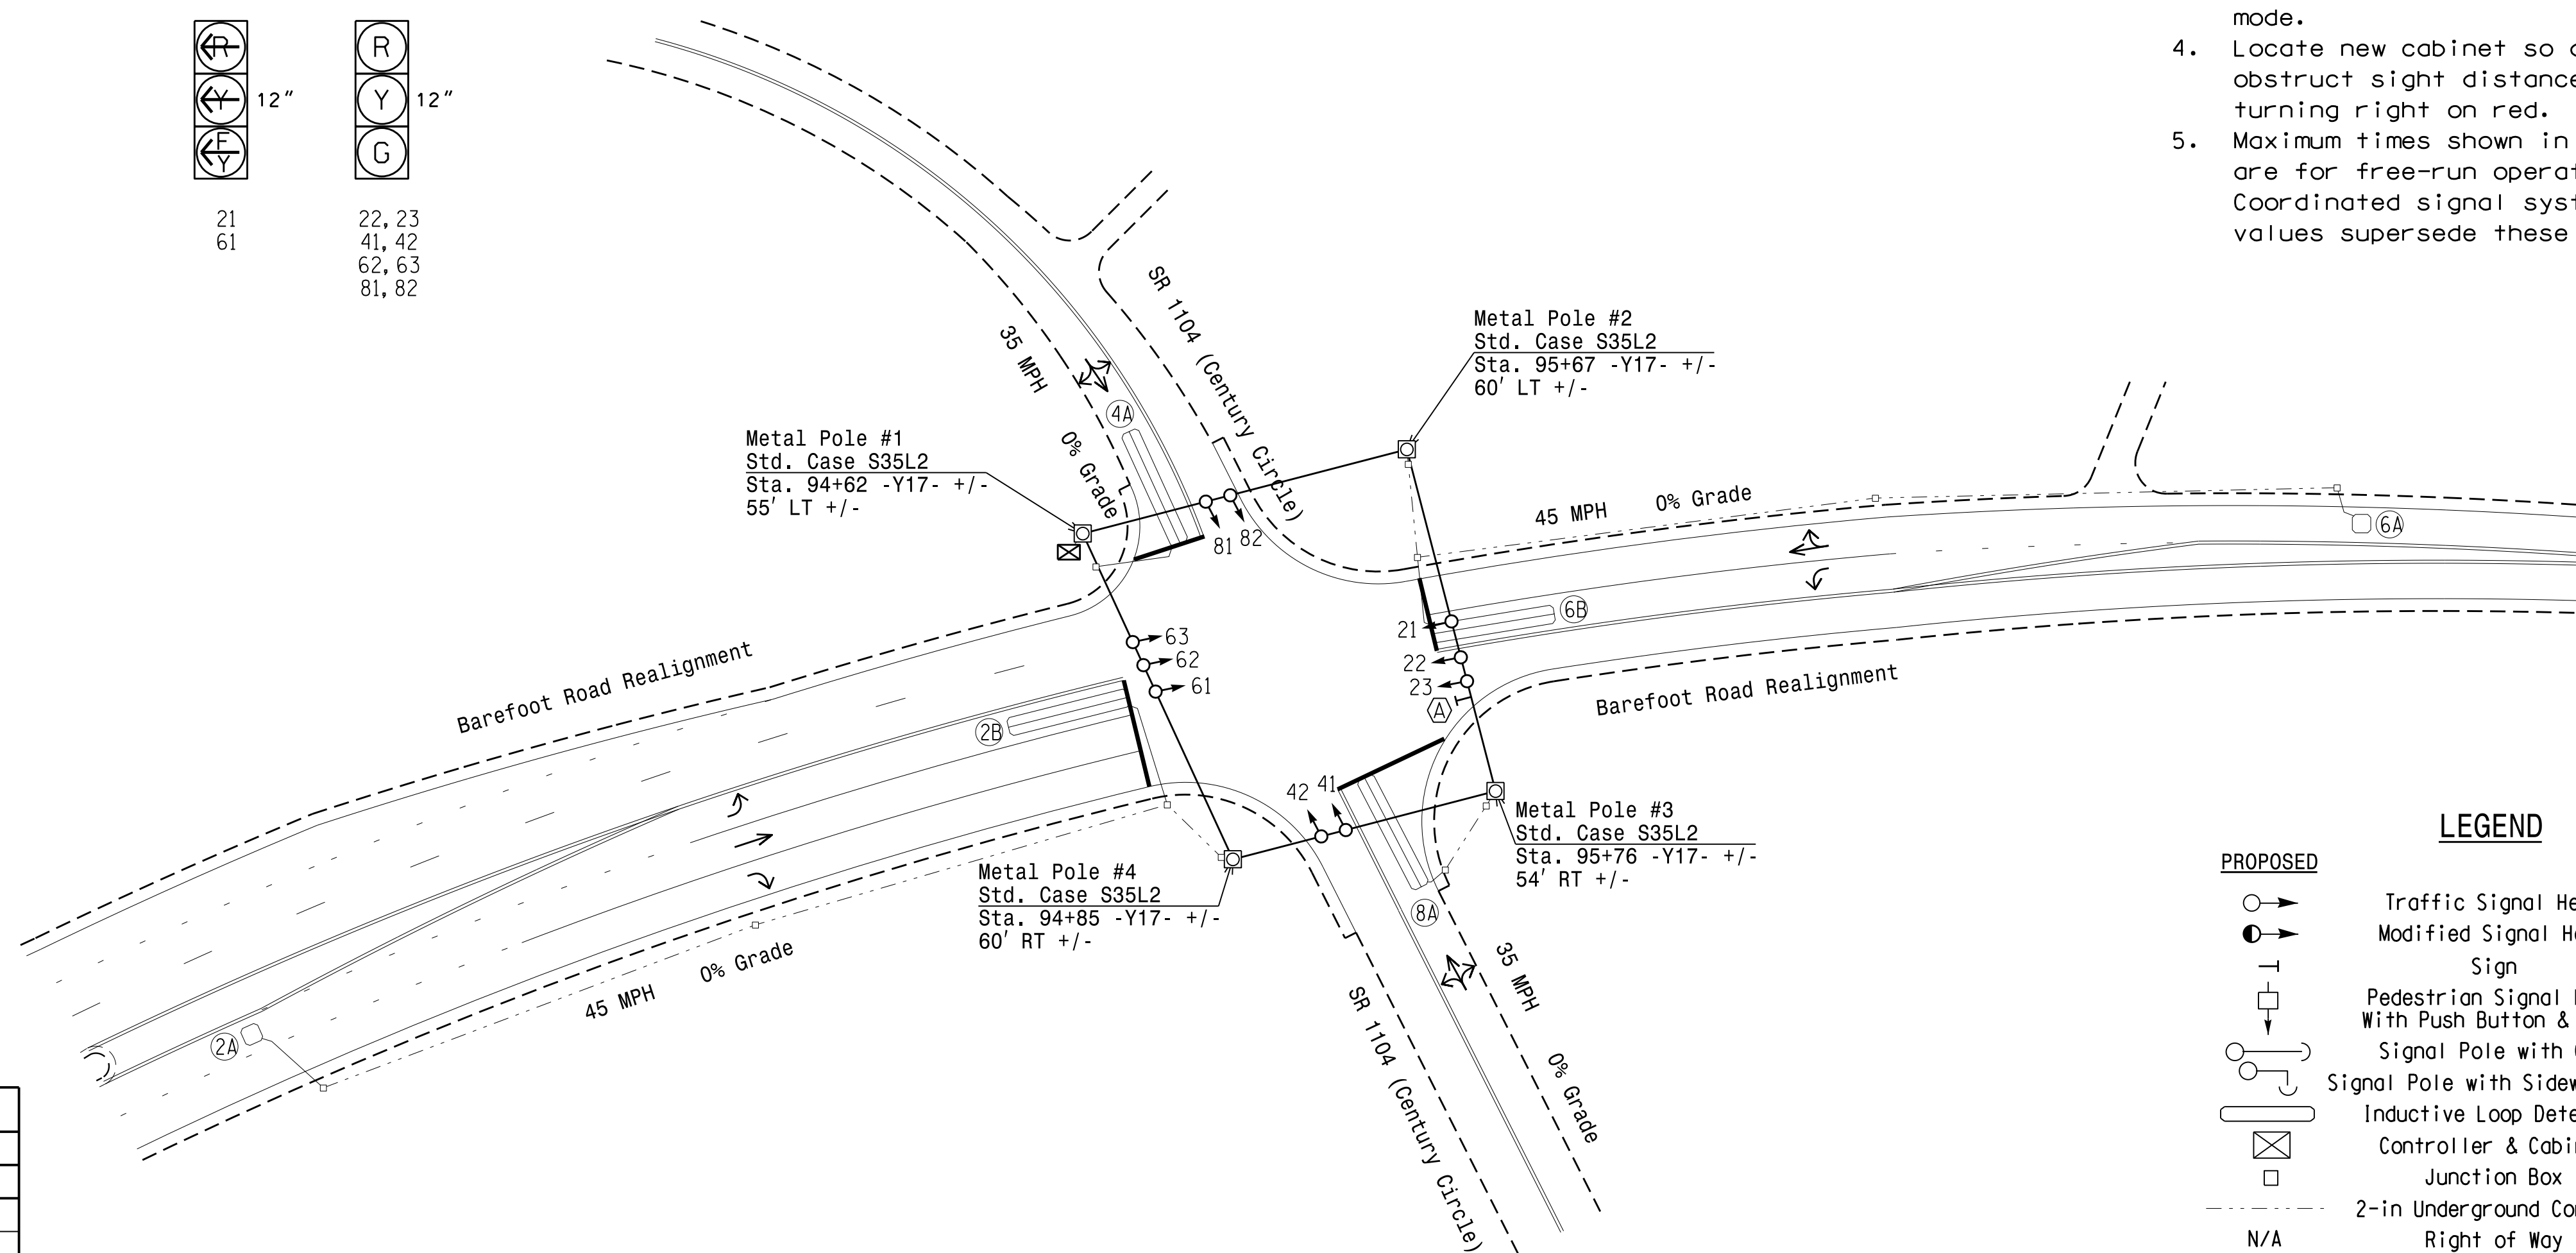 R
Y
12"
F
Y
21
61
R
Y
12"
G
22, 23
41, 42
62, 63
81, 82
mode.
4. Locate new cabinet so
obstruct sight distance
turning right on red.
5. Maximum times shown in
are for free-run
Coordinated signal
values supersede these
SR 1104 (Century Circle)
35 MPH
0% Grade
4A
Metal Pole #2
Std. Case S35L2
Sta. 95+67 -Y17- +/-
60' LT +/-
Metal Pole #1
Std. Case S35L2
Sta. 94+62 -Y17- +/-
55' LT +/-
81
82
45 MPH
0% Grade
6A
6B
63
62
61
21
22
23
A
Barefoot Road Realignment
Barefoot Road Realignment
2B
42
41
Metal Pole #3
Std. Case S35L2
Sta. 95+76 -Y17- +/-
54' RT +/-
Metal Pole #4
Std. Case S35L2
Sta. 94+85 -Y17- +/-
60' RT +/-
8A
35 MPH
0% Grade
SR 1104 (Century Circle)
45 MPH
0% Grade
2A
LEGEND
PROPOSED
Traffic Signal
Modified Signal
Sign
Pedestrian Signal
With Push Button &
Signal Pole with
Signal Pole with
Inductive Loop
Controller &
Junction Box
2-in Underground
N/A Right of Way